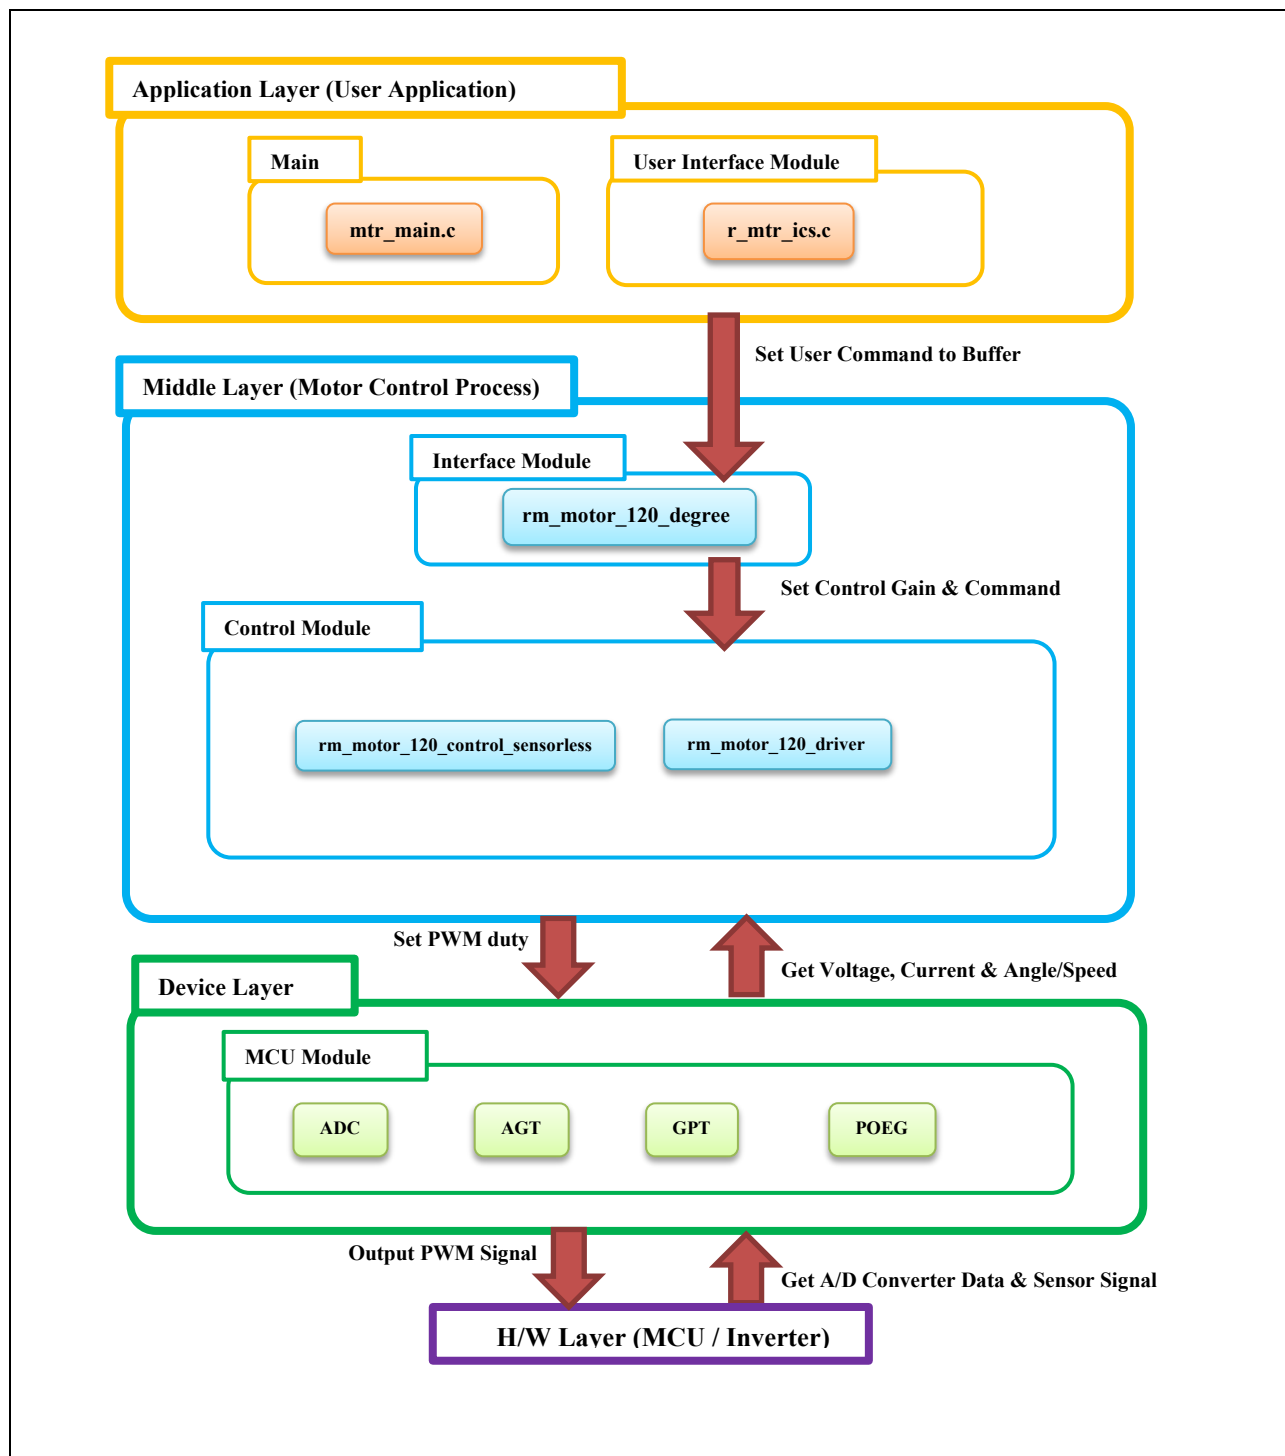 Application Layer (User Application)
Main
User Interface Module
mtr_main.c
r_mtr_ics.c
Set User Command to Buffer
Middle Layer (Motor Control Process)
Interface Module
rm_motor_120_degree
Set Control Gain & Command
Control Module
rm_motor_120_control_sensorless
rm_motor_120_driver
Set PWM duty
Get Voltage, Current & Angle/Speed
Device Layer
MCU Module
ADC
AGT
GPT
POEG
Output PWM Signal
Get A/D Converter Data & Sensor Signal
H/W Layer (MCU / Inverter)